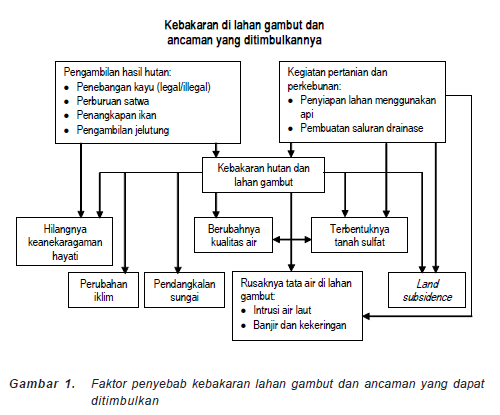 Kebakaran di lahan gambut dan
ancaman yang ditimbulkannya
Pengambilan hasil hutan:
• Penebangan kayu (legal/illegal)
• Perburuan satwa
• Penangkapan ikan
• Pengambilan jelutung
Kegiatan pertanian dan
perkebunan:
• Penyiapan lahan menggunakan
api
• Pembuatan saluran drainase
Kebakaran hutan dan
lahan gambut
Hilangnya
keanekaragaman
hayati
Berubahnya
kualitas air
Terbentuknya
tanah sulfat
Perubahan
iklim
Pendangkalan
sungai
Rusaknya tata air di lahan
gambut:
• Intrusi air laut
• Banjir dan kekeringan
Land
subsidence
Gambar 1. Faktor penyebab kebakaran lahan gambut dan ancaman yang dapat
ditimbulkan